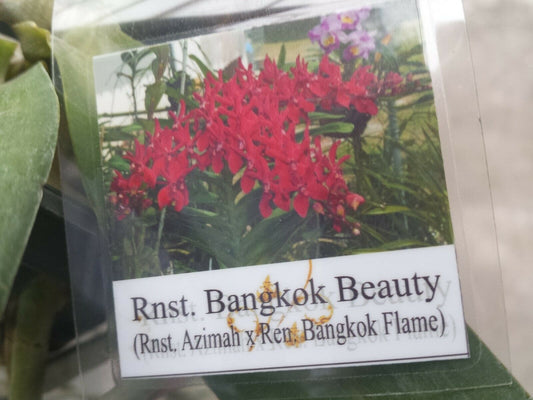 Rnst. Bangkok Beauty
(Rnst. Azimah x Ren. Bangkok Flame)